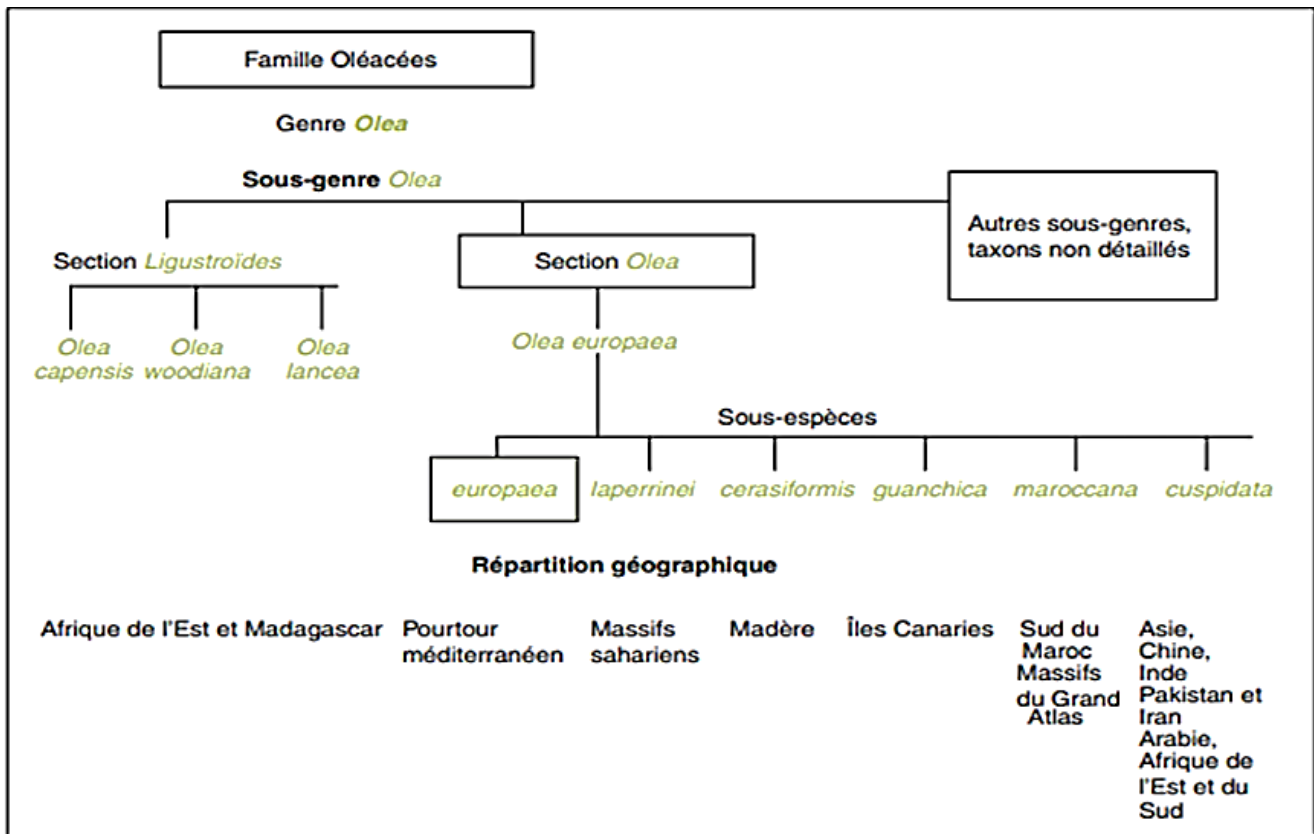 Famille Oléacées
Genre Olea
Sous-genre Olea
Autres sous-genres,
taxons non détaillés
Section Ligustroïdes
Section Olea
Olea
capensis
Olea
woodiana
Olea
lancea
Olea europaea
Sous-espèces
europaea
laperrinei
cerasiformis
guanchica
maroccana
cuspidata
Répartition géographique
Afrique de l'Est et Madagascar
Pourtour
méditerranéen
Massifs
sahariens
Madère
Îles Canaries
Sud du
Maroc
Massifs
du Grand
Atlas
Asie,
Chine,
Inde
Pakistan et
Iran
Arabie,
Afrique de
l'Est et du
Sud